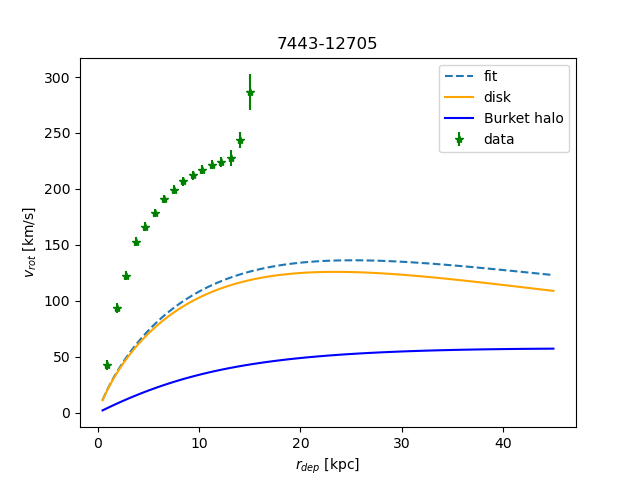 7443-12705
300
250
200
150
100
50
0
v_rot [km/s]
fit
disk
Burket halo
data
0 10 20 30 40
r_dep [kpc]